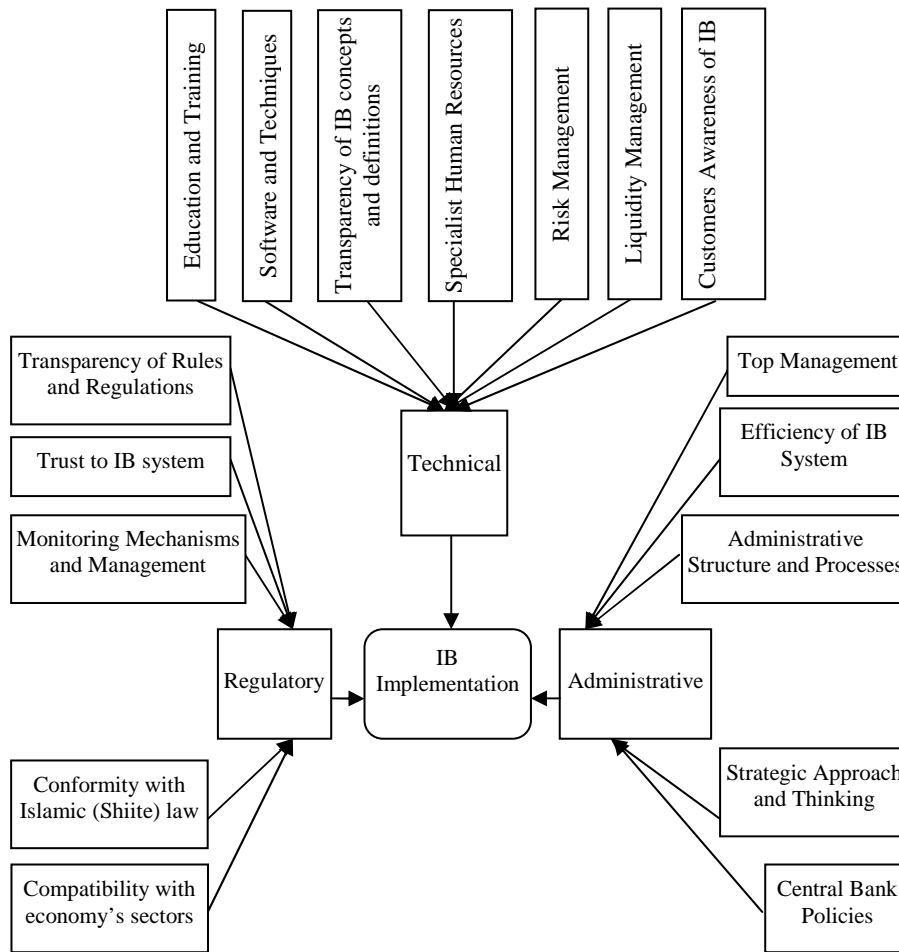 Education and Training
Software and Techniques
Transparency of IB concepts
and definitions
Specialist Human Resources
Risk Management
Liquidity Management
Customers Awareness of IB
Transparency of Rules
and Regulations
Trust to IB system
Monitoring Mechanisms
and Management
Technical
Top Management
Efficiency of IB
System
Administrative
Structure and Processes
Regulatory
IB
Implementation
Administrative
Conformity with
Islamic (Shiite) law
Compatibility with
economy’s sectors
Strategic Approach
and Thinking
Central Bank
Policies